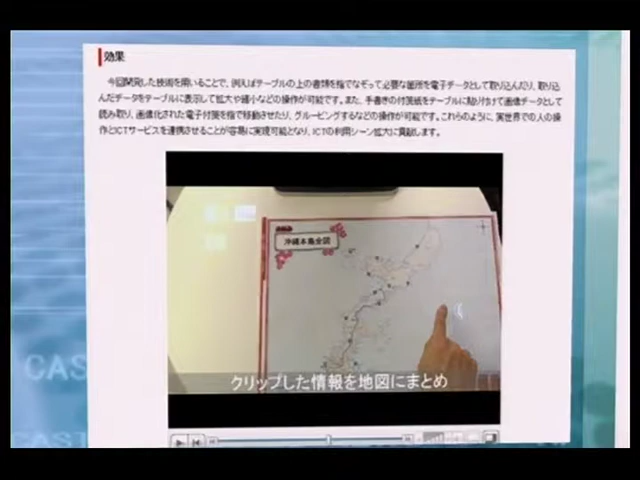 効果
今回開発した技術を用いることで、例えばテーブルの上の書類を指でなぞって必要な箇所を電子データとして取り込んだり、取り込
んだデータをテーブルに表示して拡大や縮小などの操作が可能です。また、手書きの付箋紙をテーブルに貼り付けて画像データとして
読み取り、画像化された電子付箋を指で移動させたり、グルーピングするなどの操作が可能です。これらのように、実世界での人の操
作とICTサービスを連携させることが容易に実現可能となり、ICTの利用シーン拡大に貢献します。
沖縄本島全図
クリップした情報を地図にまとめ
CAS
CAST